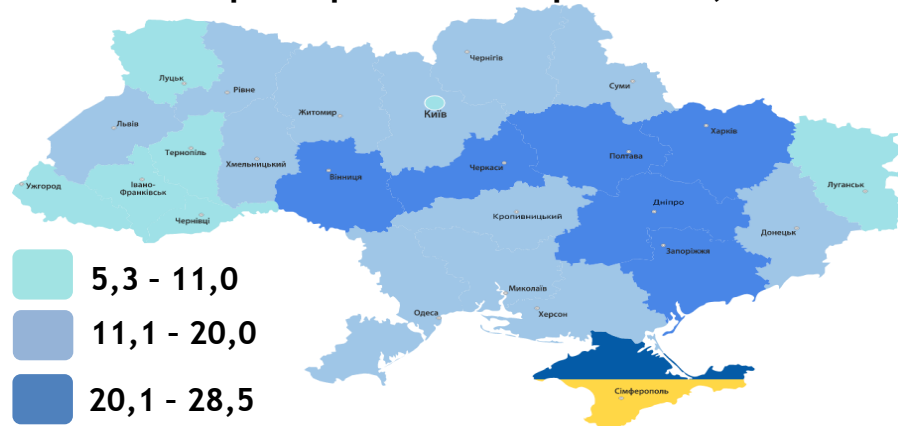 Чернігів
Луцьк
Рівне
Суми
Житомир
Київ
Львів
Харків
Тернопіль
Полтава
Хмельницький
Черкаси
Вінниця
Ужгород
Івано-
Франківськ
Луганськ
Дніпро
Чернівці
Кропивницький
Донецьк
Запоріжжя
5,3 – 11,0
Миколаїв
Одеса
Херсон
11,1 – 20,0
Сімферополь
20,1 – 28,5